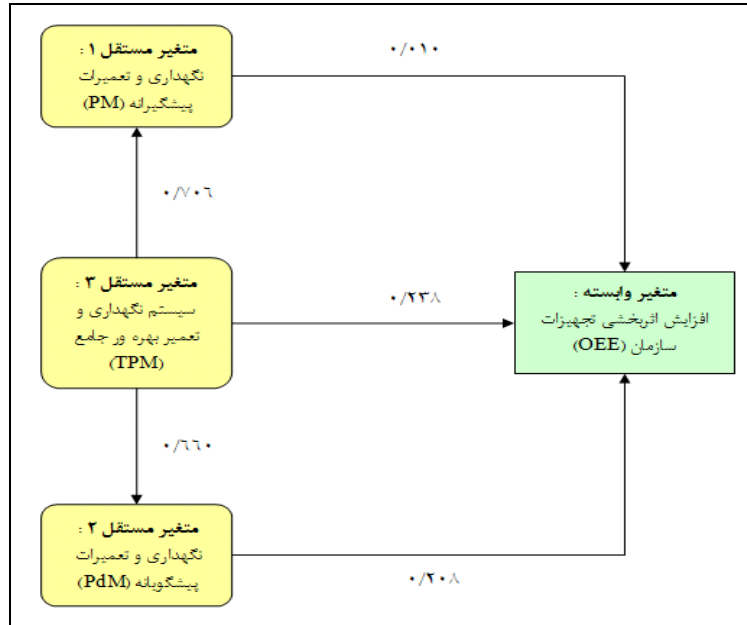 متغیر مستقل ۱ :
نگهداری و تعمیرات
پیشگیرانه (PM)
۰/۰۱۰
۰/۷۰۶
متغیر مستقل ۳ :
سیستم نگهداری و
تعمیر بهره ور جامع
(TPM)
۰/۲۳۸
متغیر وابسته :
افزایش اثربخشی تجهیزات
سازمان (OEE)
۰/٦٦۰
متغیر مستقل ۲ :
نگهداری و تعمیرات
پیشگویانه (PdM)
۰/۲۰۸